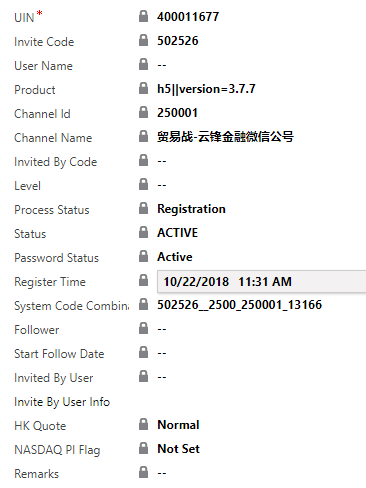 UIN* 400011677
Invite Code 502526
User Name --
Product h5||version=3.7.7
Channel Id 250001
Channel Name 贸易战-云锋金融微信公号
Invited By Code --
Level --
Process Status Registration
Status ACTIVE
Password Status Active
Register Time 10/22/2018 11:31 AM
System Code Combina 502526__2500_250001_13166
Follower --
Start Follow Date --
Invited By User --
Invite By User Info
HK Quote Normal
NASDAQ PI Flag Not Set
Remarks --